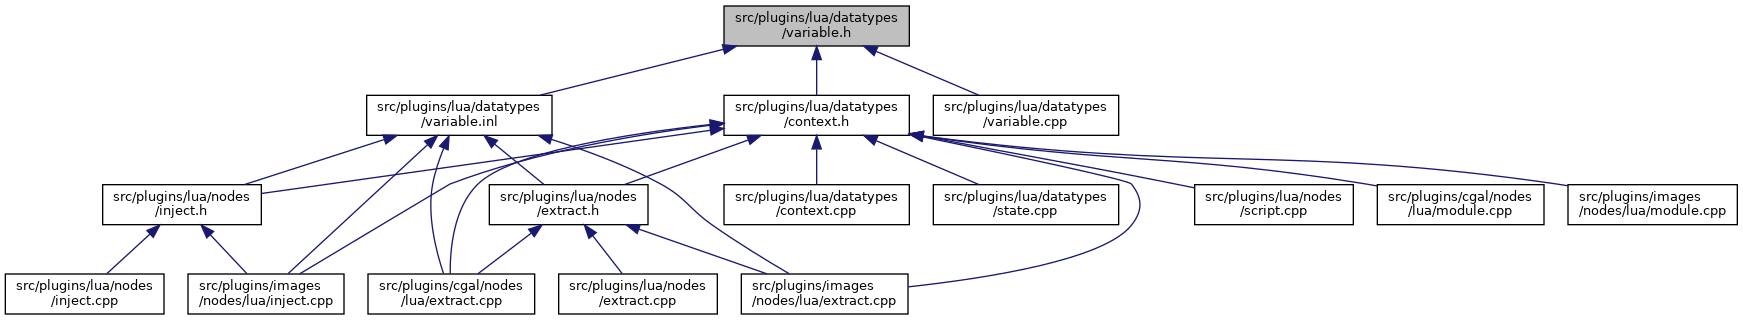 src/plugins/lua/datatypes
/variable.h
src/plugins/lua/datatypes
/variable.inl
src/plugins/lua/datatypes
/context.h
src/plugins/lua/datatypes
/variable.cpp
src/plugins/lua/nodes
/inject.h
src/plugins/lua/nodes
/extract.h
src/plugins/lua/datatypes
/context.cpp
src/plugins/lua/datatypes
/state.cpp
src/plugins/lua/nodes
/script.cpp
src/plugins/cgal/nodes
/lua/module.cpp
src/plugins/images
/nodes/lua/module.cpp
src/plugins/lua/nodes
/inject.cpp
src/plugins/images
/nodes/lua/inject.cpp
src/plugins/cgal/nodes
/lua/extract.cpp
src/plugins/lua/nodes
/extract.cpp
src/plugins/images
/nodes/lua/extract.cpp